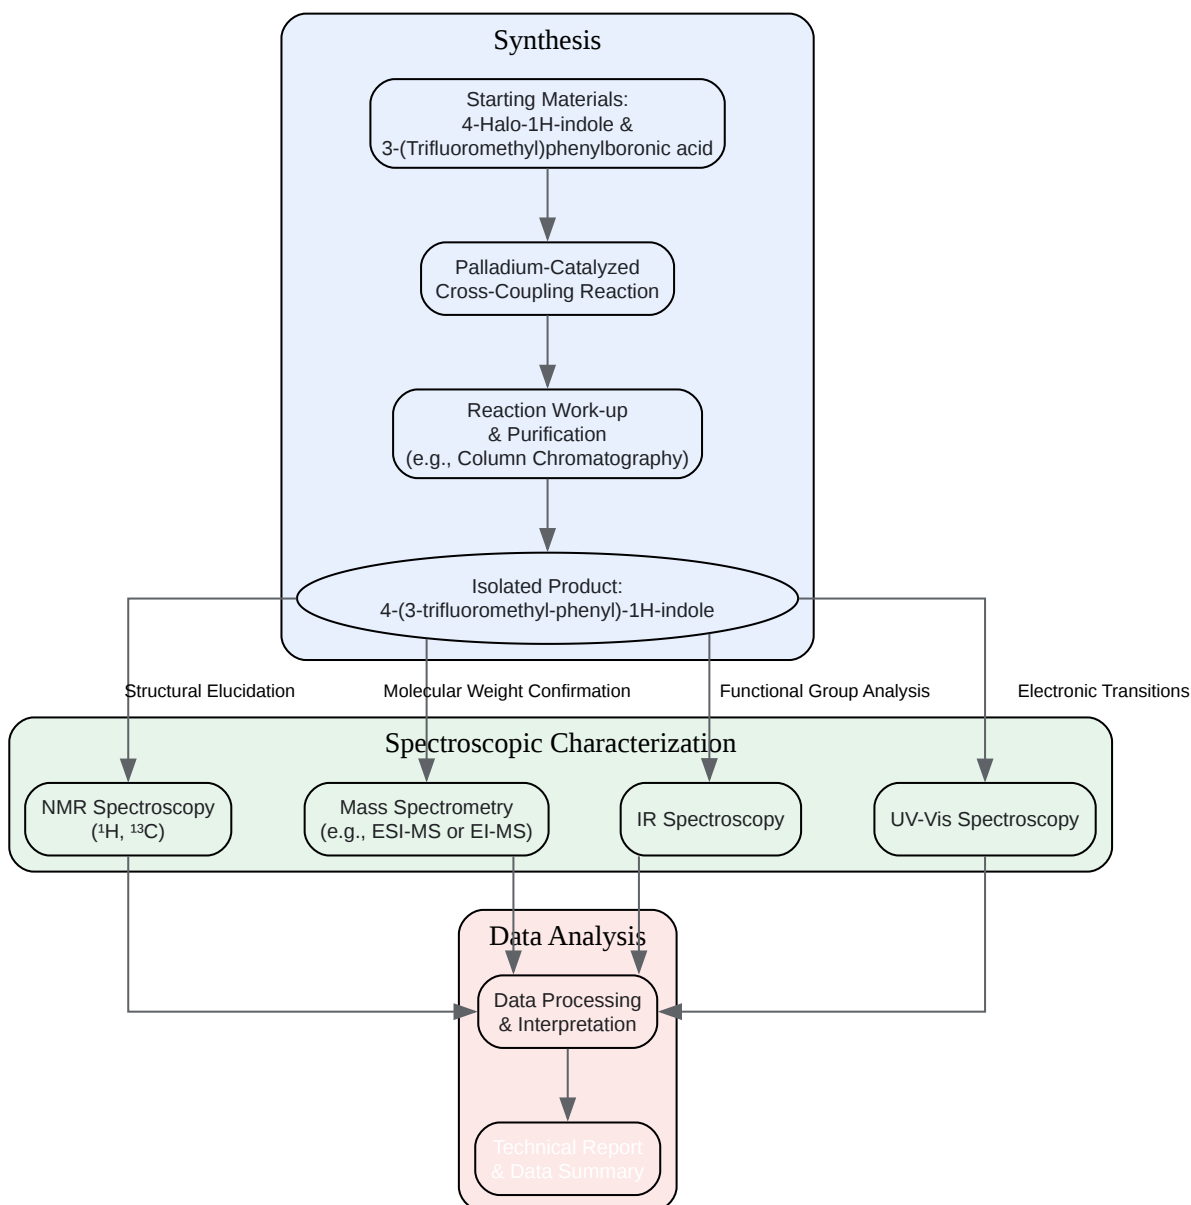 Synthesis
Starting Materials:
4-Halo-1H-indole &
3-(Trifluoromethyl)phenylboronic acid
Palladium-Catalyzed
Cross-Coupling Reaction
Reaction Work-up
& Purification
(e.g., Column Chromatography)
Isolated Product:
4-(3-trifluoromethyl-phenyl)-1H-indole
Structural Elucidation
Molecular Weight Confirmation
Functional Group Analysis
Electronic Transitions
Spectroscopic Characterization
NMR Spectroscopy
(¹H, ¹³C)
Mass Spectrometry
(e.g., ESI-MS or EI-MS)
IR Spectroscopy
UV-Vis Spectroscopy
Data Analysis
Data Processing
& Interpretation
Technical Report
& Data Summary